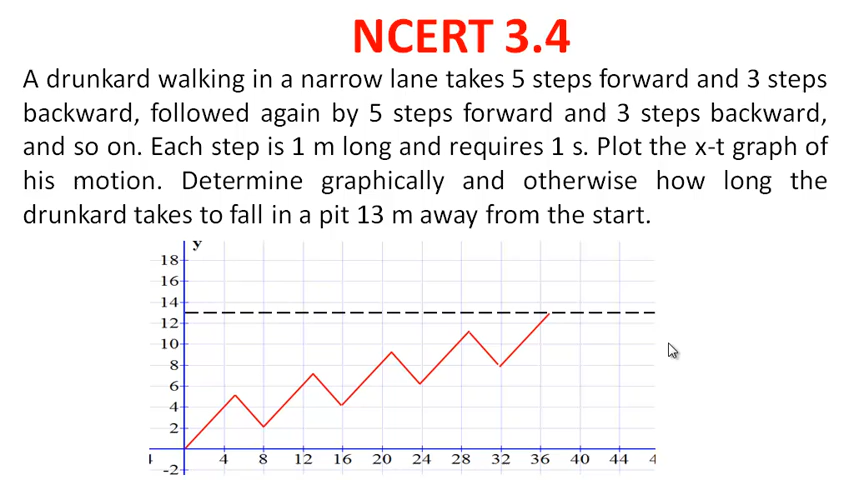 NCERT 3.4
A drunkard walking in a narrow lane takes 5 steps forward and 3 steps
backward, followed again by 5 steps forward and 3 steps backward,
and so on. Each step is 1 m long and requires 1 s. Plot the x-t graph of
his motion. Determine graphically and otherwise how long the
drunkard takes to fall in a pit 13 m away from the start.
y
18
16
14
12
10
8
6
4
2
4 8 12 16 20 24 28 32 36 40 44
-2